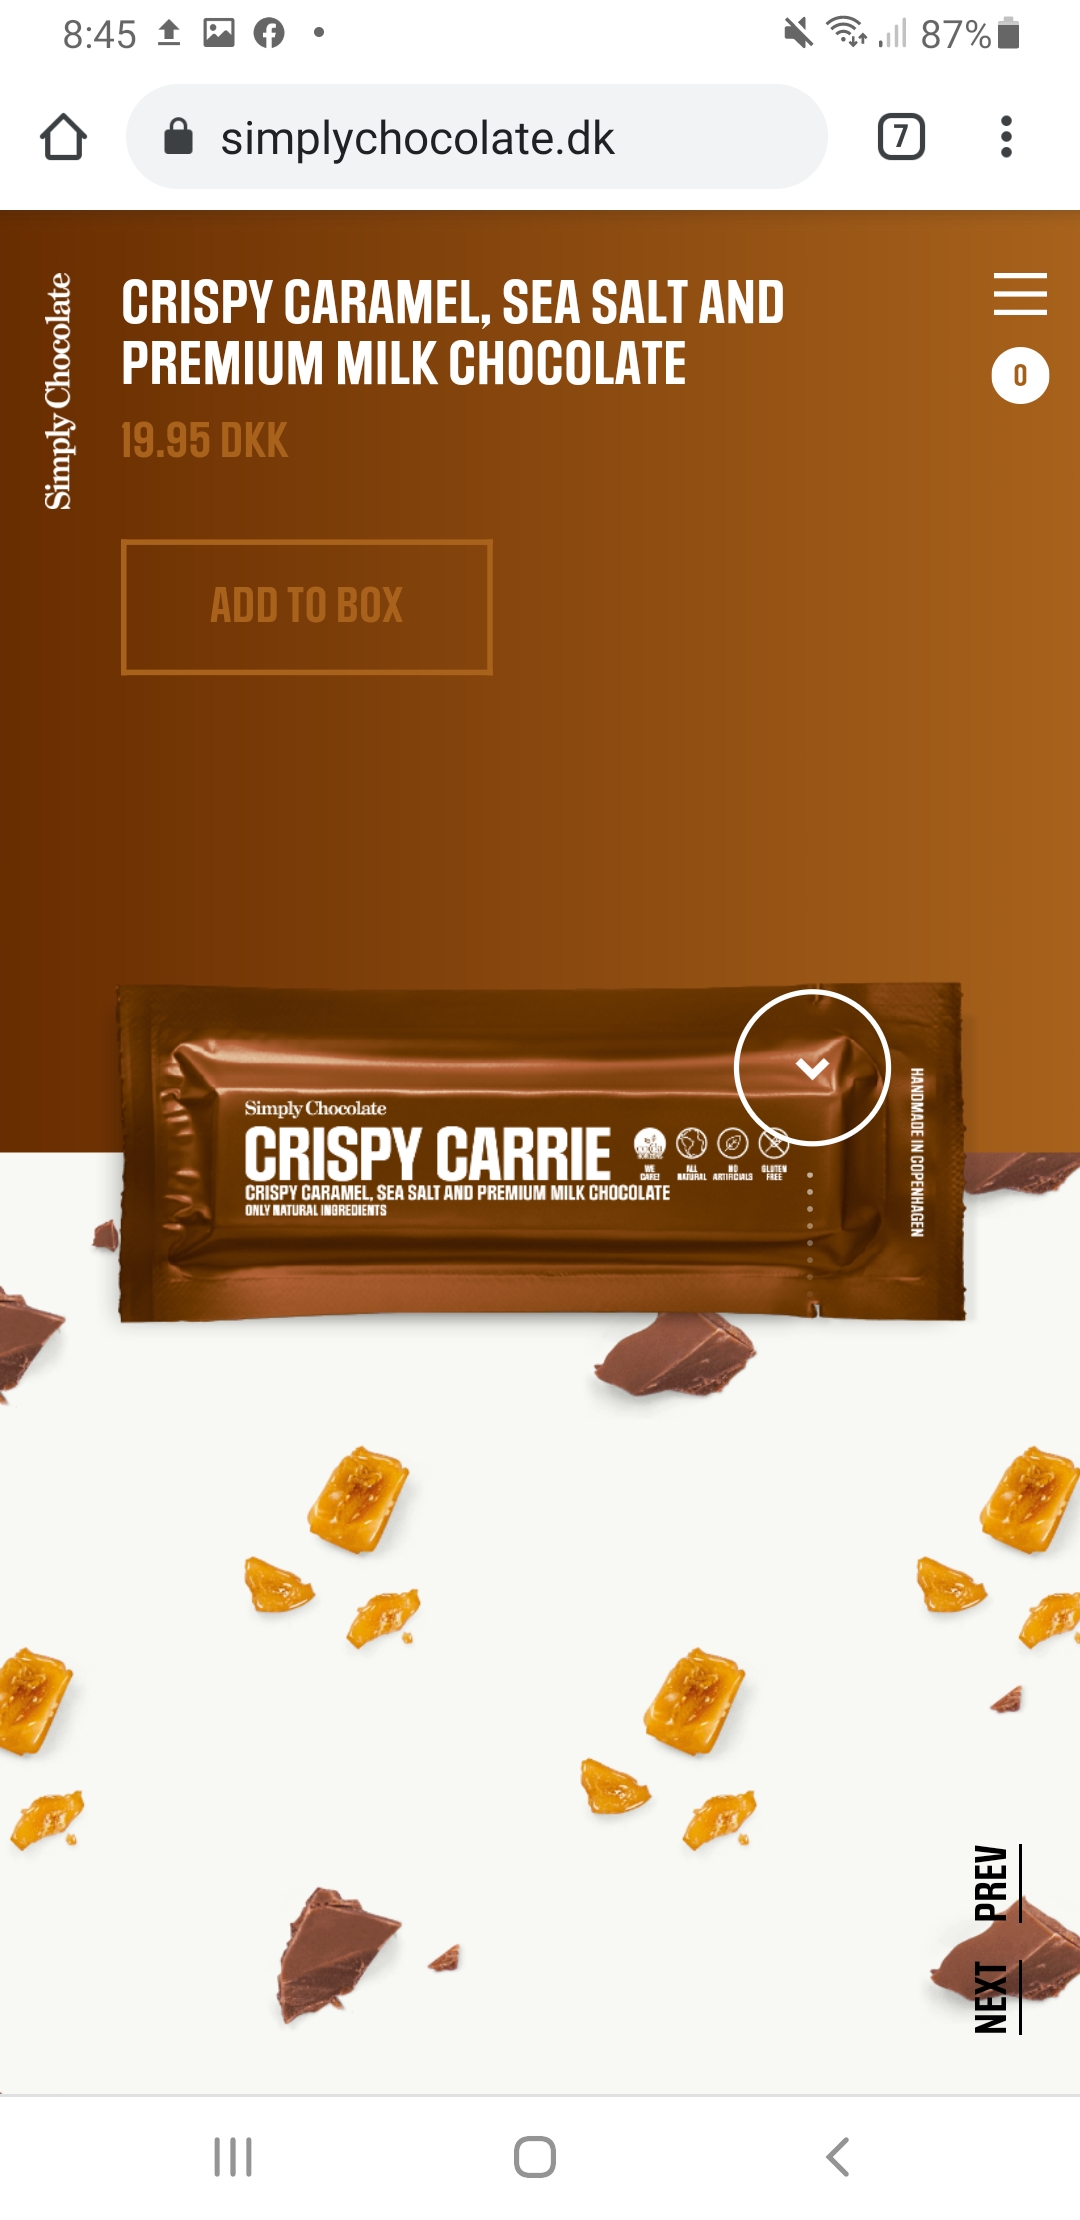 8:45
87%
simplychocolate.dk
7
Simply Chocolate
CRISPY CARAMEL, SEA SALT AND
PREMIUM MILK CHOCOLATE
0
19.95 DKK
ADD TO BOX
Simply Chocolate
CRISPY CARRIE
WE
CARE!
ALL
NATURAL
NO
ARTIFICIALS
GLUTEN
FREE
CRISPY CARAMEL, SEA SALT AND PREMIUM MILK CHOCOLATE
ONLY NATURAL INGREDIENTS
HANDMADE IN COPENHAGEN
PREV
NEXT